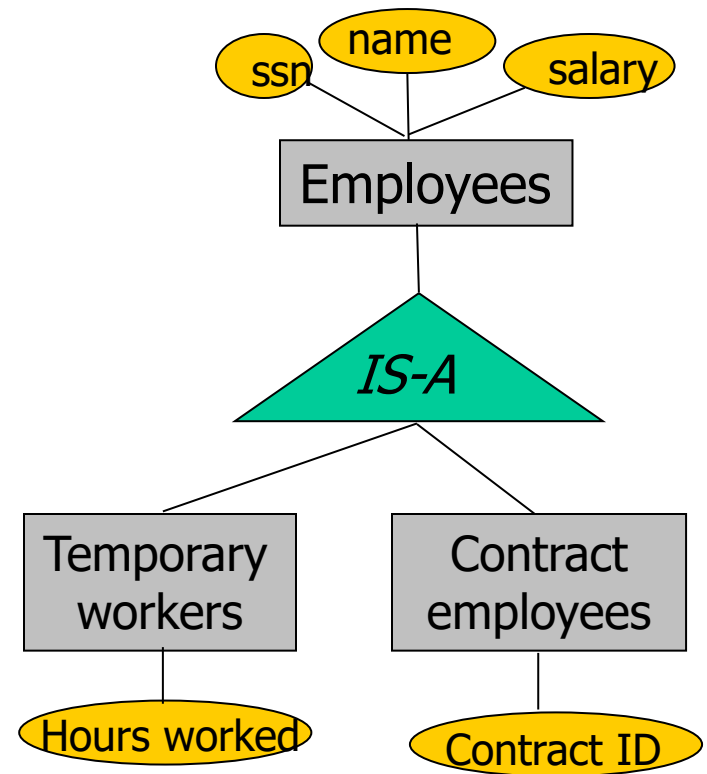 name
ssn
salary
Employees
IS-A
Temporary
workers
Contract
employees
Hours worked
Contract ID